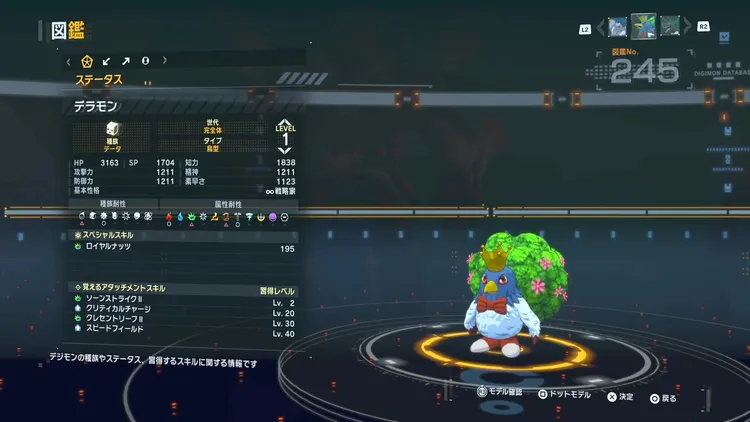 図鑑
L2
R2
図鑑No.
245
DIGIMON DATABASE
ステータス
デラモン
種族
データ
世代
完全体
タイプ
鳥型
LEVEL
1
HP 3163 SP 1704 知力 1838
攻撃力 1211 精神 1211
防御力 1211 素早さ 1123
基本性格 戦略家
種族耐性 属性耐性
スペシャルスキル
ロイヤルナッツ 195
覚えるアタッチメントスキル 習得レベル
ソーンストライクⅡ Lv. 2
クリティカルチャージ Lv. 20
クレセントリーフⅡ Lv. 30
スピードフィールド Lv. 40
デジモンの種族やステータス、習得するスキルに関する情報です
モデル確認 ドットモデル 決定 戻る